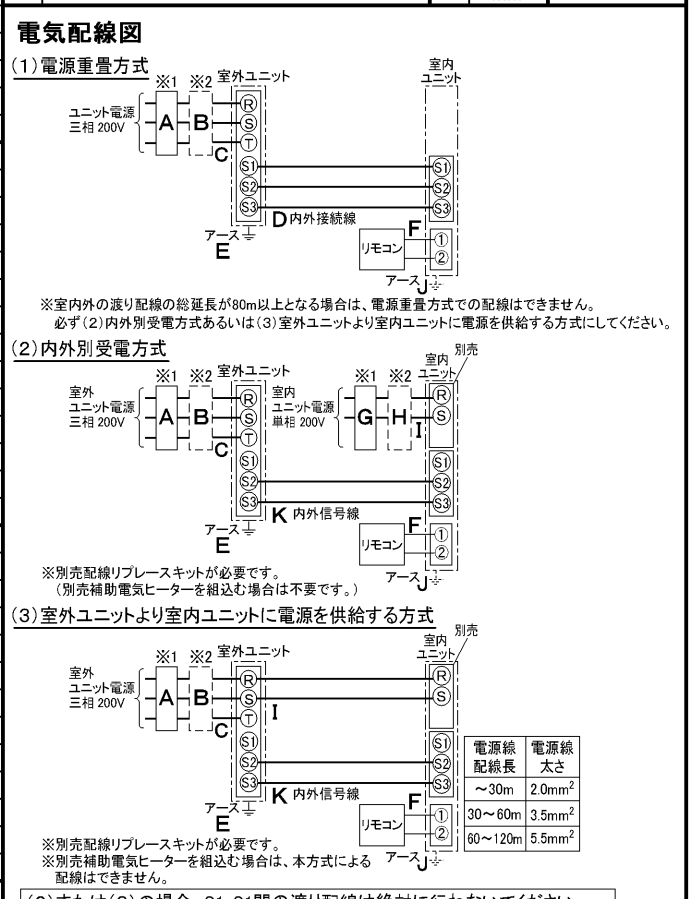 電気配線図
(1)電源重畳方式
※1 ※2 室外ユニット
室内
ユニット
ユニット電源
三相 200V
A B R
S
T
C
S1 S1
S2 S2
S3 S3
D 内外接続線
アース
E
リモコン
F
①
②
アース J
※室内外の渡り配線の総延長が80m以上となる場合は、電源重畳方式での配線はできません。
必ず(2)内外別受電方式あるいは(3)室外ユニットより室内ユニットに電源を供給する方式にしてください。
(2)内外別受電方式
※1 ※2 室外ユニット
※1 ※2
室内
ユニット
別売
室外
ユニット電源
三相 200V
A B R
S
T
C
室内
ユニット電源
単相 200V
G H I R
S
S1 S1
S2 S2
S3 S3
K 内外信号線
アース
E
リモコン
F
①
②
アース J
※別売配線リプレースキットが必要です。
(別売補助電気ヒーターを組込む場合は不要です。)
(3)室外ユニットより室内ユニットに電源を供給する方式
※1 ※2 室外ユニット
室内
ユニット
別売
室外
ユニット電源
三相 200V
A B R R
S S
T
C
I
S1 S1
S2 S2
S3 S3
K 内外信号線
アース
E
リモコン
F
①
②
アース J
電源線配線長 電源線太さ
~30m 2.0mm²
30~60m 3.5mm²
60~120m 5.5mm²
※別売配線リプレースキットが必要です。
※別売補助電気ヒーターを組込む場合は、本方式による
配線はできません。